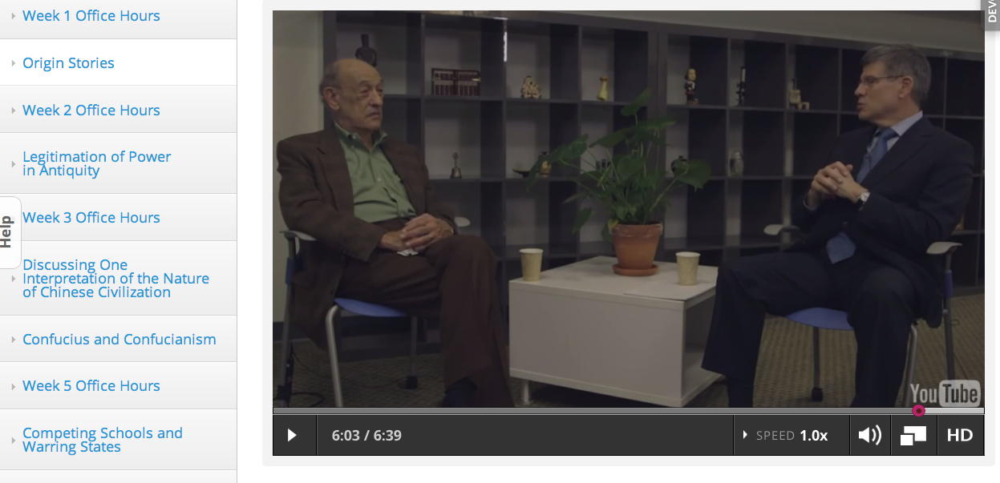 Week 1 Office Hours
Origin Stories
Week 2 Office Hours
Legitimation of Power
in Antiquity
Help
Week 3 Office Hours
Discussing One
Interpretation of the Nature
of Chinese Civilization
Confucius and Confucianism
Week 5 Office Hours
Competing Schools and
Warring States
DEV
YouTube
6:03 / 6:39
SPEED 1.0x
HD